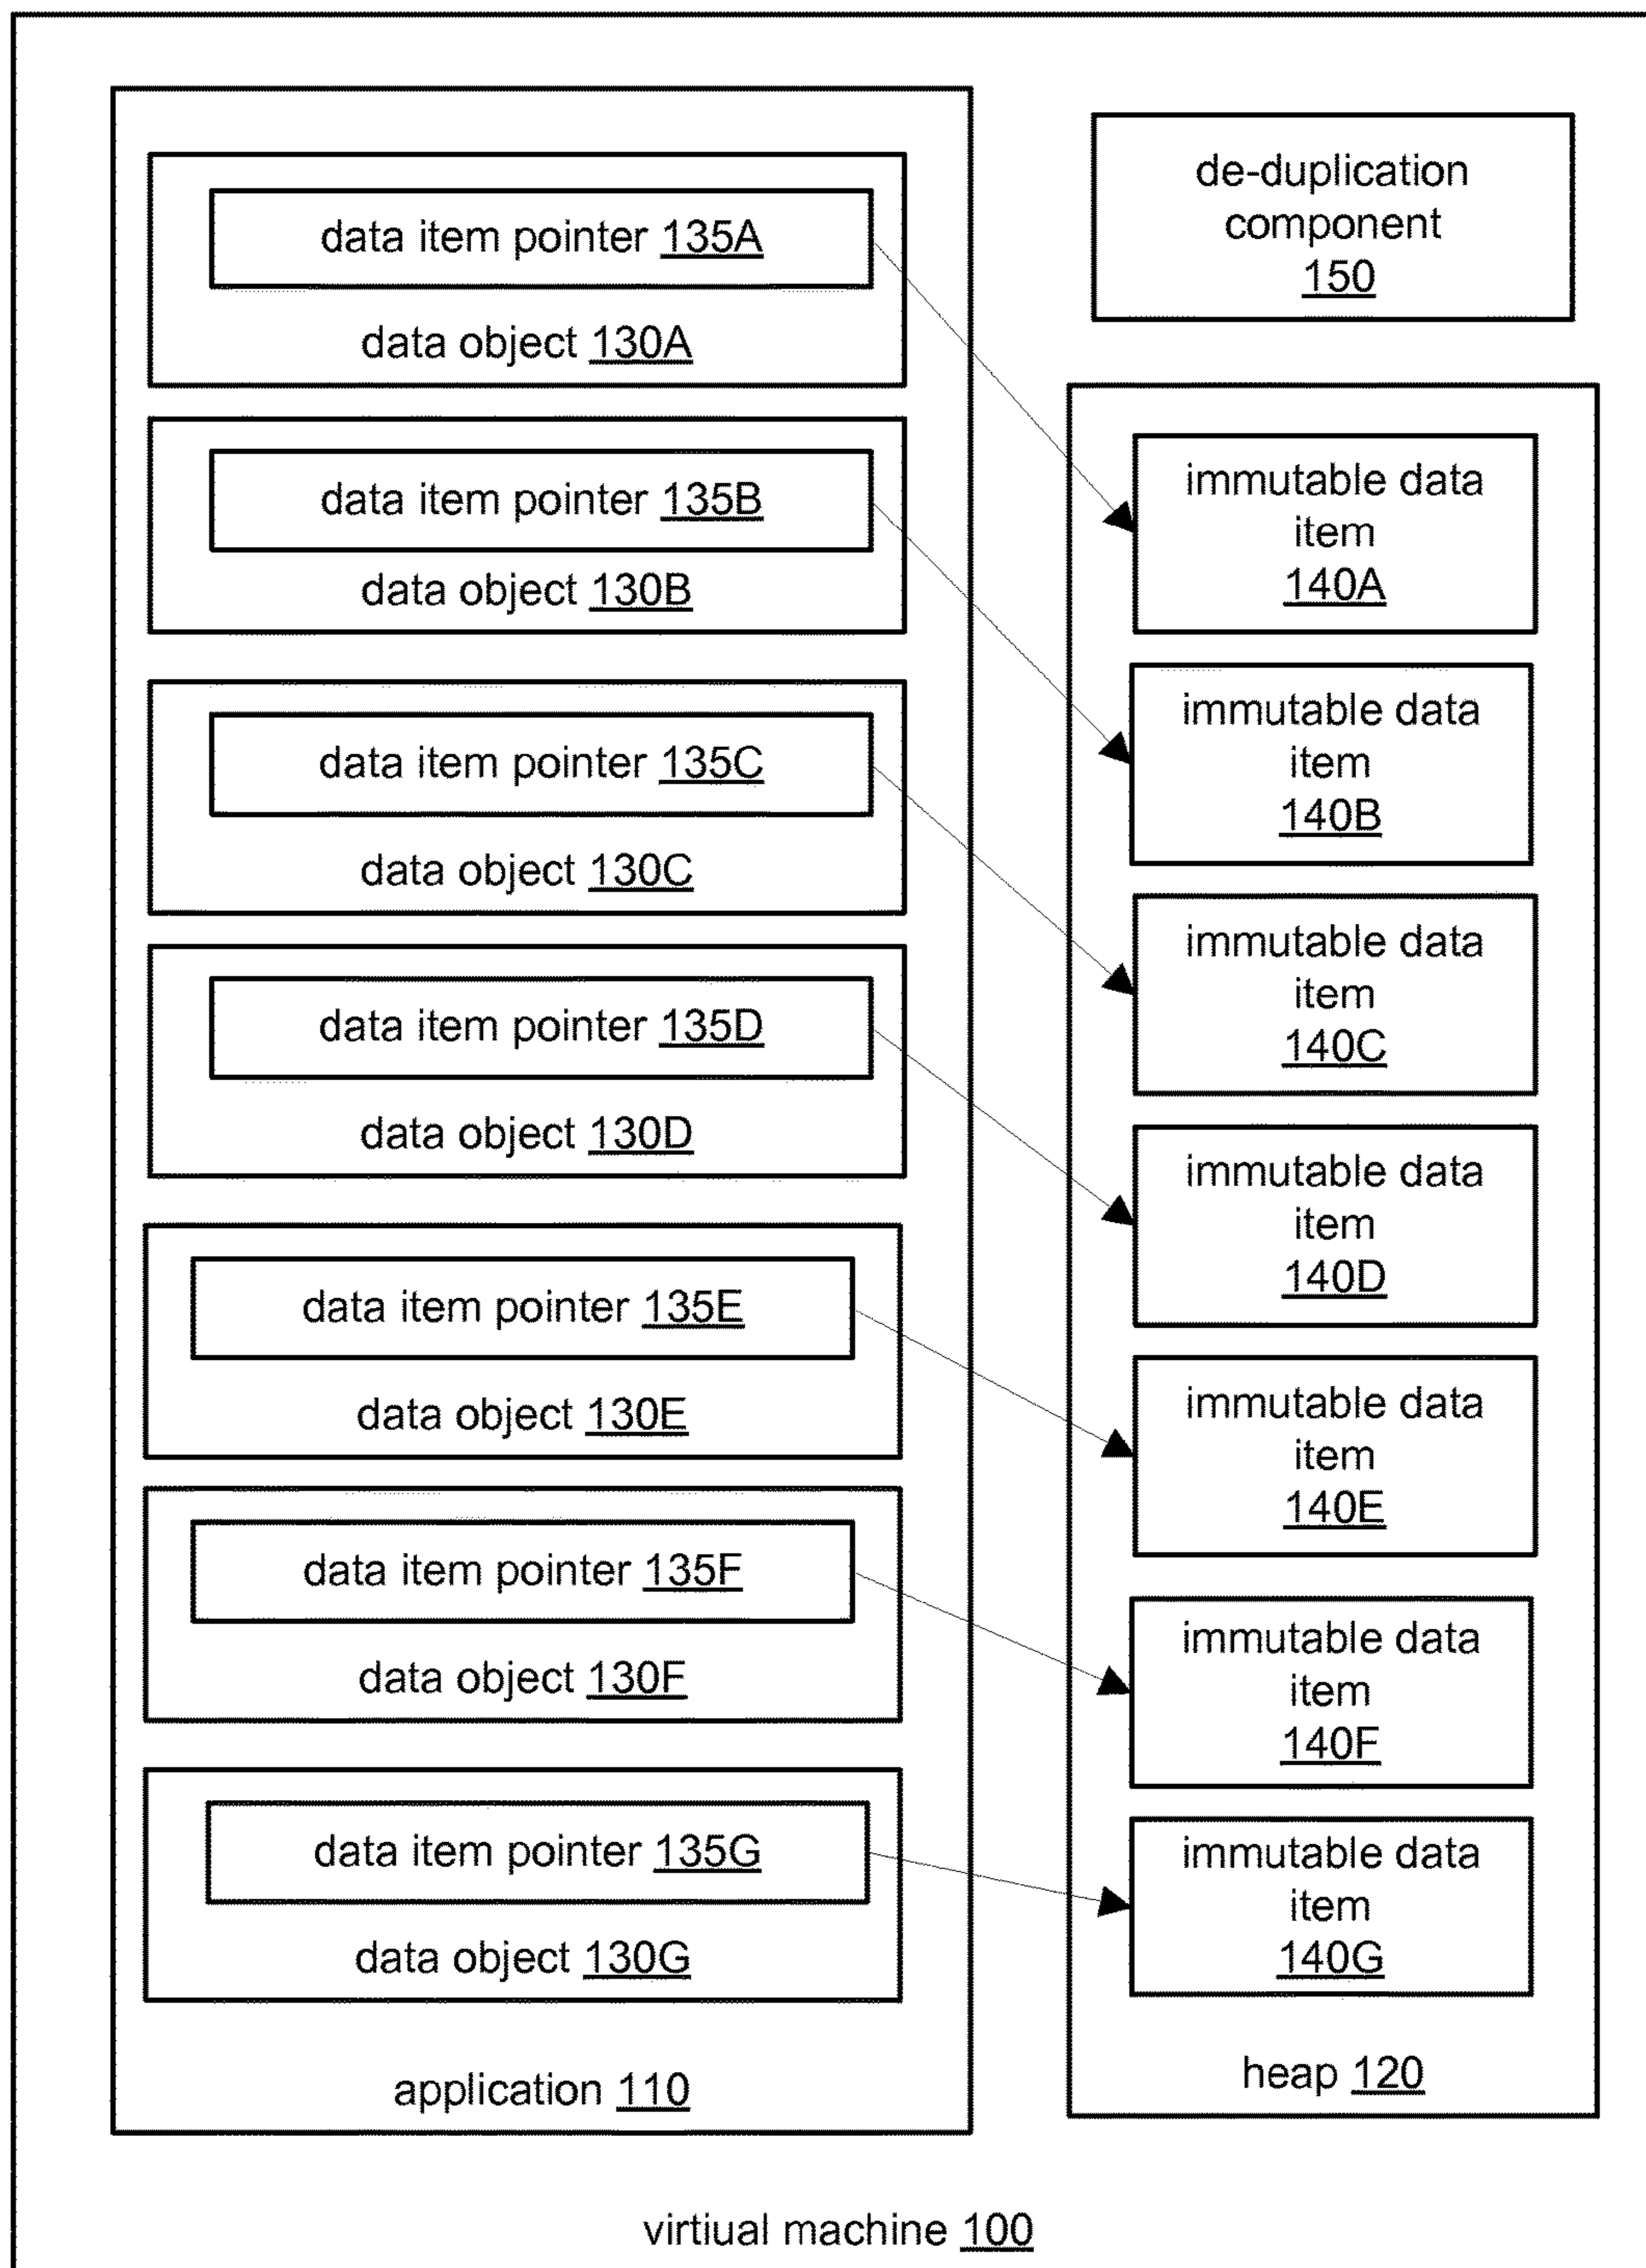 data item pointer 135A
data object 130A
data item pointer 135B
data object 130B
data item pointer 135C
data object 130C
data item pointer 135D
data object 130D
data item pointer 135E
data object 130E
data item pointer 135F
data object 130F
data item pointer 135G
data object 130G
application 110
de-duplication
component
150
immutable data
item
140A
immutable data
item
140B
immutable data
item
140C
immutable data
item
140D
immutable data
item
140E
immutable data
item
140F
immutable data
item
140G
heap 120
virtiual machine 100